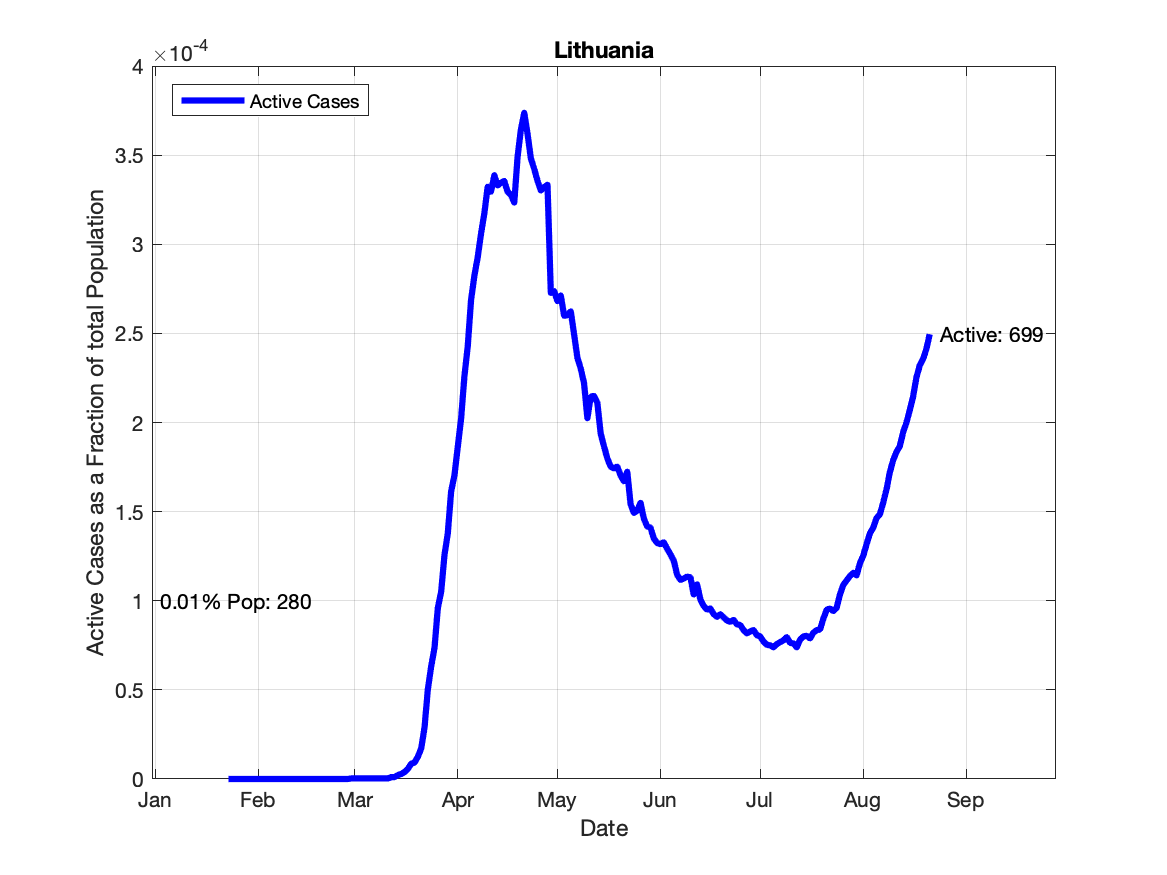 Lithuania
×10-4
4
3.5
3
2.5
2
1.5
1
0.5
0
Active Cases
Active: 699
0.01% Pop: 280
Active Cases as a Fraction of total Population
Jan Feb Mar Apr May Jun Jul Aug Sep
Date